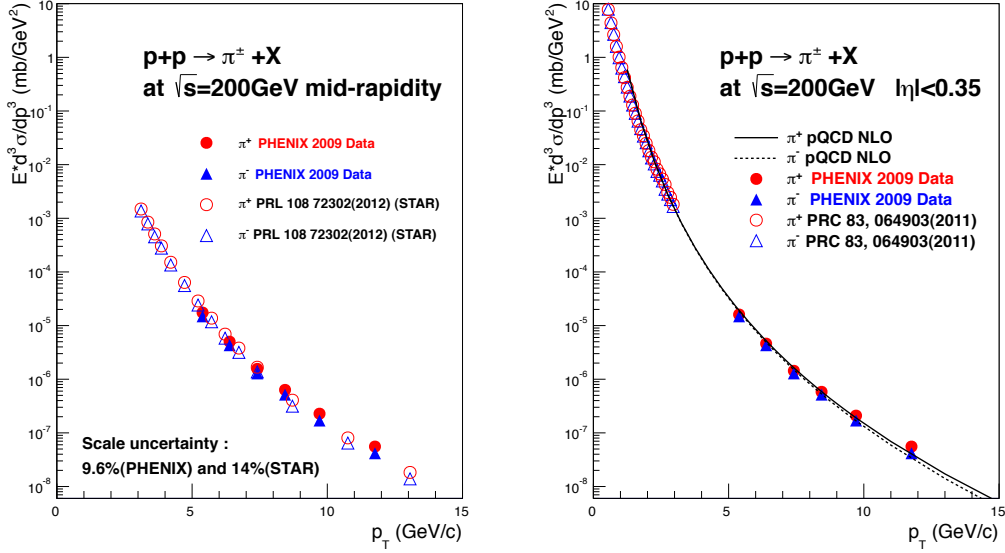 E*d³ σ/dp³ (mb/GeV²)
10
1
10⁻¹
10⁻²
10⁻³
10⁻⁴
10⁻⁵
10⁻⁶
10⁻⁷
10⁻⁸
p+p → π± +X
at √s=200GeV mid-rapidity
π⁺ PHENIX 2009 Data
π⁻ PHENIX 2009 Data
π⁺ PRL 108 72302(2012) (STAR)
π⁻ PRL 108 72302(2012) (STAR)
Scale uncertainty :
9.6%(PHENIX) and 14%(STAR)
0 5 10 15
p_T (GeV/c)
E*d³ σ/dp³ (mb/GeV²)
10
1
10⁻¹
10⁻²
10⁻³
10⁻⁴
10⁻⁵
10⁻⁶
10⁻⁷
10⁻⁸
p+p → π± +X
at √s=200GeV |η|<0.35
π⁺ pQCD NLO
π⁻ pQCD NLO
π⁺ PHENIX 2009 Data
π⁻ PHENIX 2009 Data
π⁺ PRC 83, 064903(2011)
π⁻ PRC 83, 064903(2011)
0 5 10 15
p_T (GeV/c)